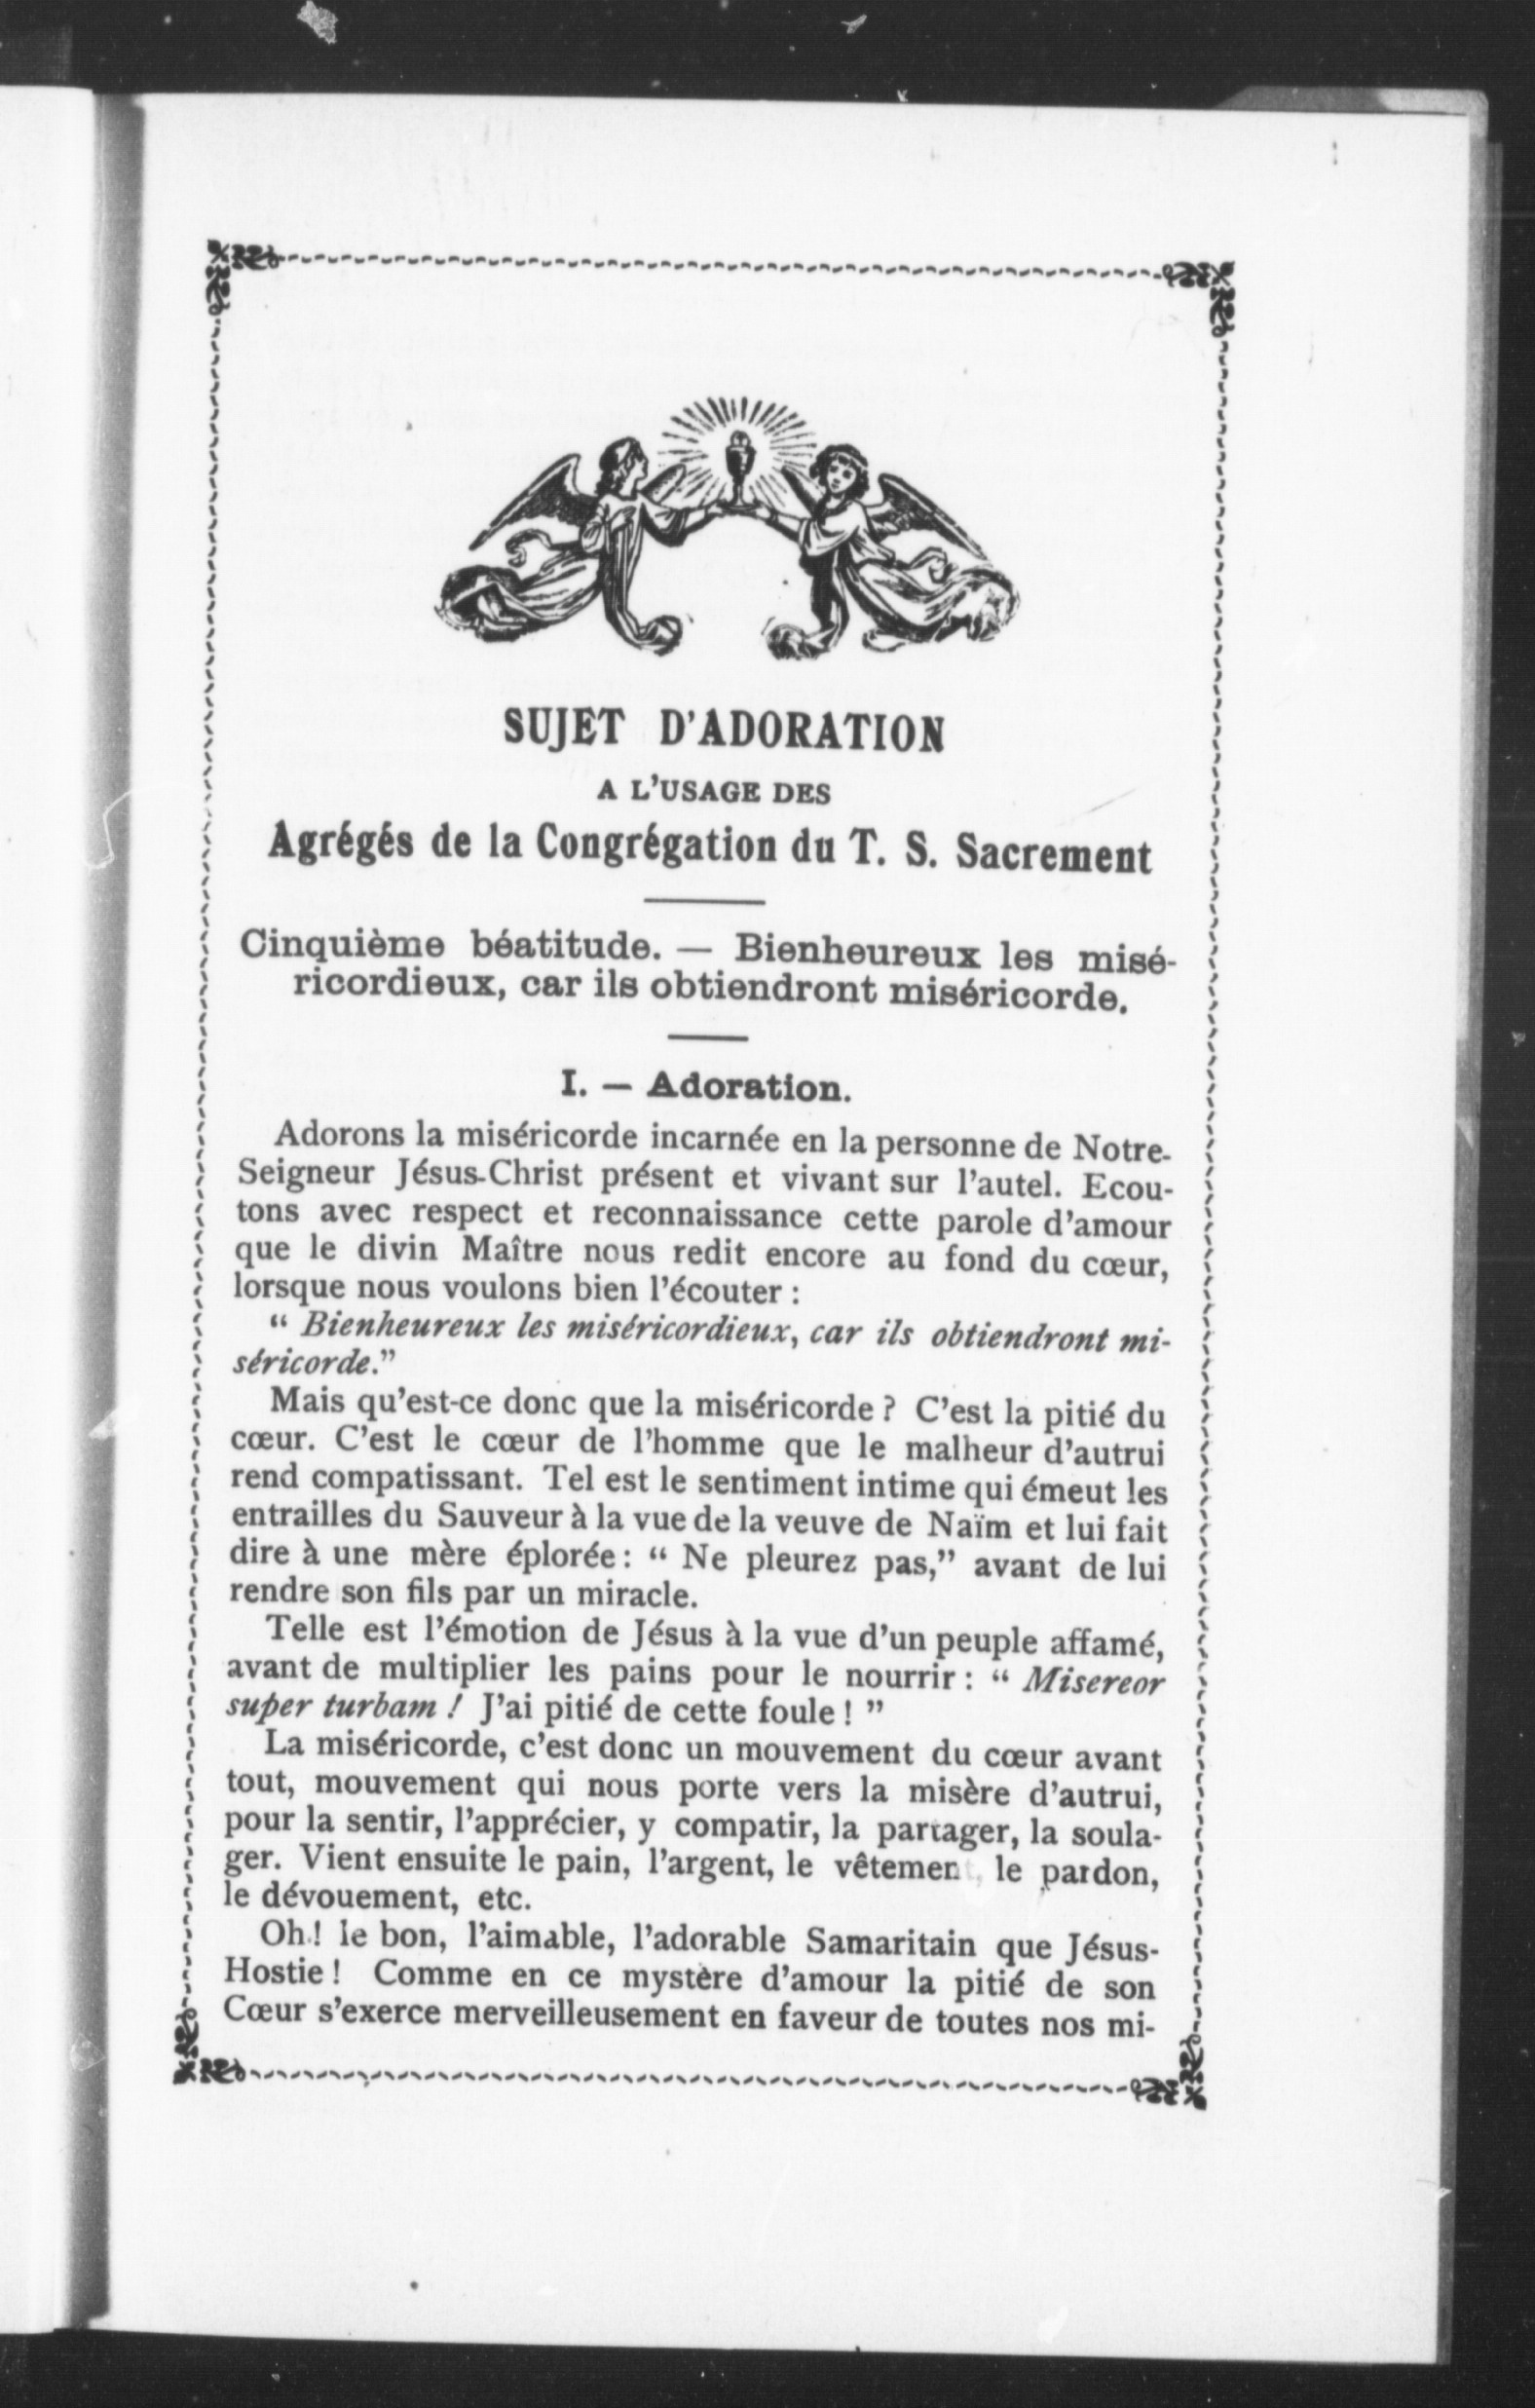 SUJET D'ADORATION
A L'USAGE DES
Agrégés de la Congrégation du T. S. Sacrement
Cinquième béatitude. — Bienheureux les misé-
ricordieux, car ils obtiendront miséricorde.
I. — Adoration.
Adorons la miséricorde incarnée en la personne de Notre-
Seigneur Jésus-Christ présent et vivant sur l'autel. Ecou-
tons avec respect et reconnaissance cette parole d'amour
que le divin Maître nous redit encore au fond du cœur,
lorsque nous voulons bien l'écouter :
“ Bienheureux les miséricordieux, car ils obtiendront mi-
séricorde.”
Mais qu'est-ce donc que la miséricorde ? C'est la pitié du
cœur. C'est le cœur de l'homme que le malheur d'autrui
rend compatissant. Tel est le sentiment intime qui émeut les
entrailles du Sauveur à la vue de la veuve de Naïm et lui fait
dire à une mère éplorée : “ Ne pleurez pas,” avant de lui
rendre son fils par un miracle.
Telle est l'émotion de Jésus à la vue d'un peuple affamé,
avant de multiplier les pains pour le nourrir : “ Misereor
super turbam ! J'ai pitié de cette foule ! ”
La miséricorde, c'est donc un mouvement du cœur avant
tout, mouvement qui nous porte vers la misère d'autrui,
pour la sentir, l'apprécier, y compatir, la partager, la soula-
ger. Vient ensuite le pain, l'argent, le vêtement, le pardon,
le dévouement, etc.
Oh ! le bon, l'aimable, l'adorable Samaritain que Jésus-
Hostie ! Comme en ce mystère d'amour la pitié de son
Cœur s'exerce merveilleusement en faveur de toutes nos mi-